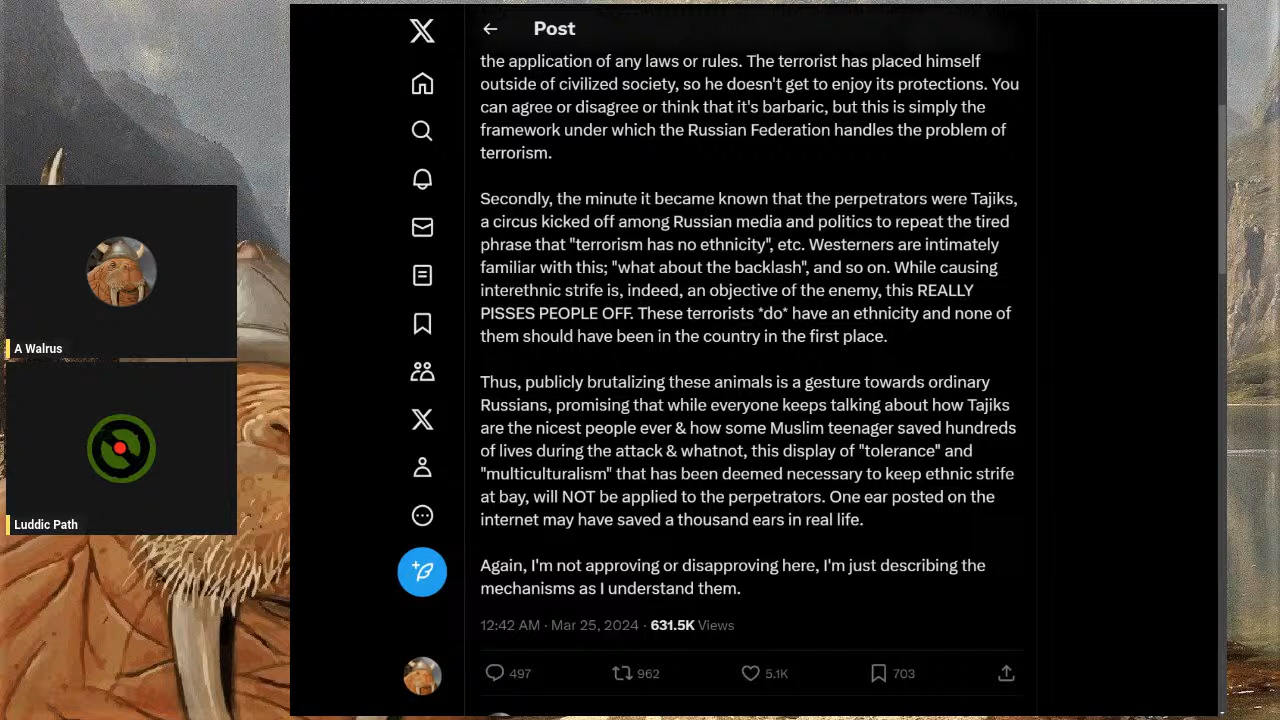 Post
the application of any laws or rules. The terrorist has placed himself
outside of civilized society, so he doesn't get to enjoy its protections. You
can agree or disagree or think that it's barbaric, but this is simply the
framework under which the Russian Federation handles the problem of
terrorism.
Secondly, the minute it became known that the perpetrators were Tajiks,
a circus kicked off among Russian media and politics to repeat the tired
phrase that "terrorism has no ethnicity", etc. Westerners are intimately
familiar with this; "what about the backlash", and so on. While causing
interethnic strife is, indeed, an objective of the enemy, this REALLY
PISSES PEOPLE OFF. These terrorists *do* have an ethnicity and none of
them should have been in the country in the first place.
Thus, publicly brutalizing these animals is a gesture towards ordinary
Russians, promising that while everyone keeps talking about how Tajiks
are the nicest people ever & how some Muslim teenager saved hundreds
of lives during the attack & whatnot, this display of "tolerance" and
"multiculturalism" that has been deemed necessary to keep ethnic strife
at bay, will NOT be applied to the perpetrators. One ear posted on the
internet may have saved a thousand ears in real life.
Again, I'm not approving or disapproving here, I'm just describing the
mechanisms as I understand them.
12:42 AM · Mar 25, 2024 · 631.5K Views
497 962 5.1K 703
A Walrus
Luddic Path